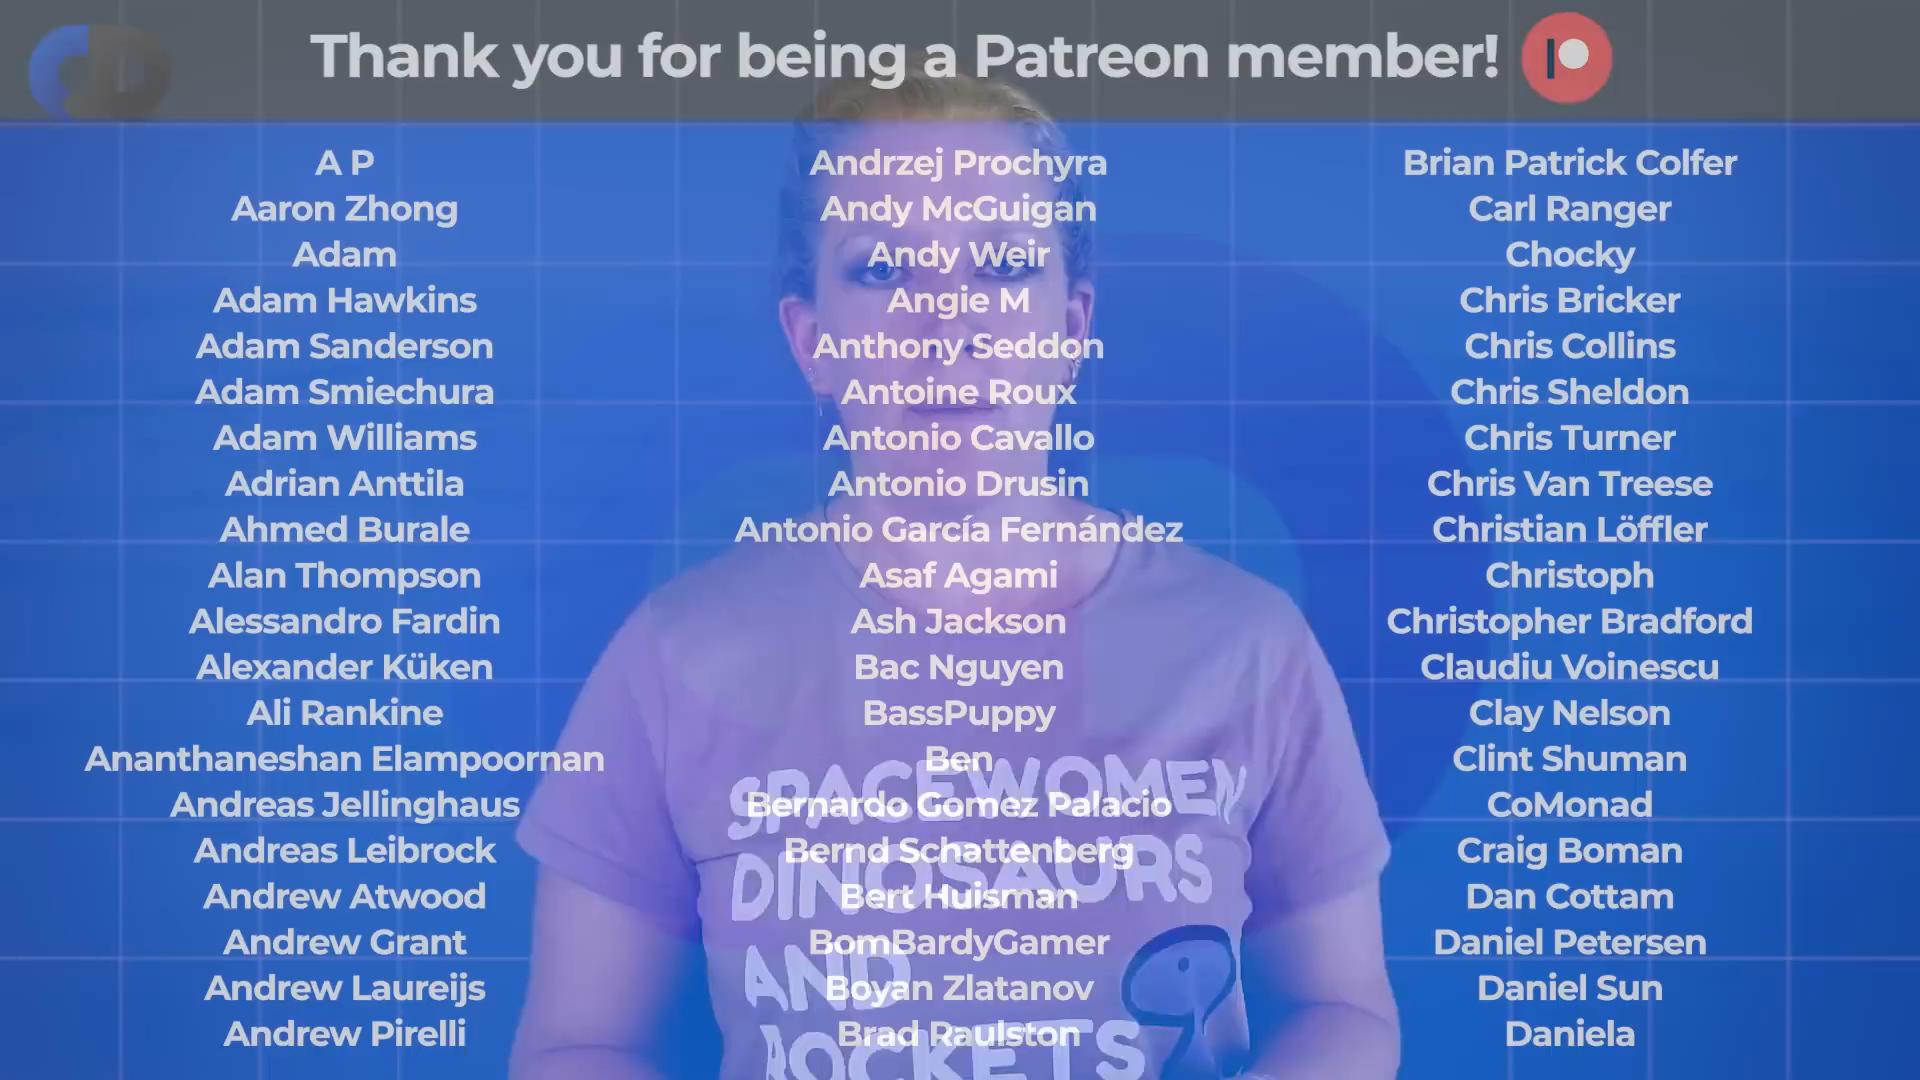 Thank you for being a Patreon member!
A P
Aaron Zhong
Adam
Adam Hawkins
Adam Sanderson
Adam Smiechura
Adam Williams
Adrian Anttila
Ahmed Burale
Alan Thompson
Alessandro Fardin
Alexander Küken
Ali Rankine
Ananthaneshan Elampoornan
Andreas Jellinghaus
Andreas Leibrock
Andrew Atwood
Andrew Grant
Andrew Laureijs
Andrew Pirelli
Andrzej Prochyra
Andy McGuigan
Andy Weir
Angie M
Anthony Seddon
Antoine Roux
Antonio Cavallo
Antonio Drusin
Antonio García Fernández
Asaf Agami
Ash Jackson
Bac Nguyen
BassPuppy
Ben
Bernardo Gomez Palacio
Bernd Schattenberg
Bert Huisman
BomBardyGamer
Boyan Zlatanov
Brad Raulston
Brian Patrick Colfer
Carl Ranger
Chocky
Chris Bricker
Chris Collins
Chris Sheldon
Chris Turner
Chris Van Treese
Christian Löffler
Christoph
Christopher Bradford
Claudiu Voinescu
Clay Nelson
Clint Shuman
CoMonad
Craig Boman
Dan Cottam
Daniel Petersen
Daniel Sun
Daniela
SPACEWOMEN
DINOSAURS
AND
ROCKETS